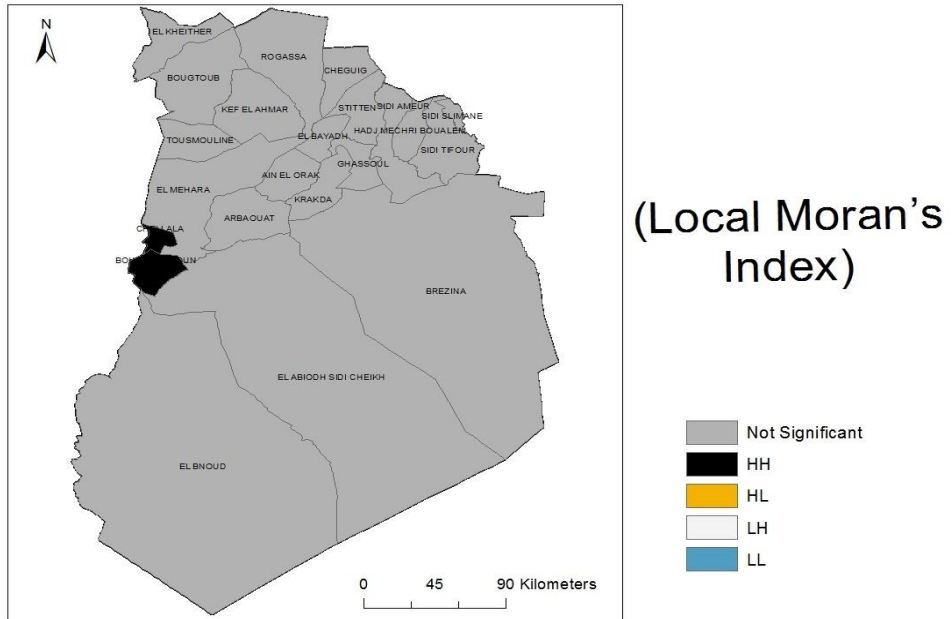 N
EL KHEITHER
ROGASSA
CHEGUIG
BOUGTOUB
KEF EL AHMAR
STITTEN
SIDI AMEUR
SIDI SLIMANE
TOUSMOULINE
EL BAYADH
HADJ MECHRI
BOUALEM
SIDI TIFOUR
GHASSOUL
AIN EL ORAK
EL MEHARA
KRAKDA
ARBAOUAT
BREZINA
EL ABIODH SIDI CHEIKH
EL BNOUD
0 45 90 Kilometers
(Local Moran's
Index)
Not Significant
HH
HL
LH
LL